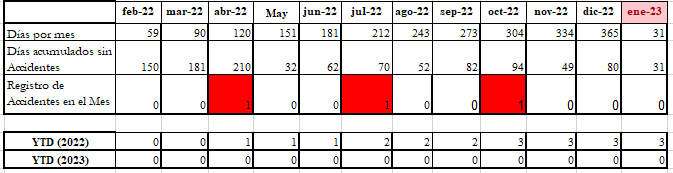 feb-22 mar-22 abr-22 May jun-22 jul-22 ago-22 sep-22 oct-22 nov-22 dic-22 ene-23
Días por mes 59 90 120 151 181 212 243 273 304 334 365 31
Días acumulados sin
Accidentes 150 181 210 32 62 70 52 82 94 49 80 31
Registro de
Accidentes en el Mes 0 0 1 0 0 1 0 0 1 0 0 0
YTD (2022) 0 0 1 1 1 2 2 2 3 3 3 3
YTD (2023) 0 0 0 0 0 0 0 0 0 0 0 0